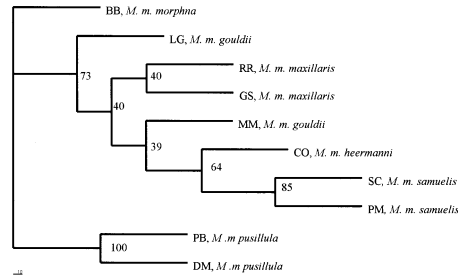 BB, M. m. morphna
LG, M. m. gouldii
73
RR, M. m. maxillaris
40
40
GS, M. m. maxillaris
MM, M. m. gouldii
39
CO, M. m. heermanni
64
SC, M. m. samuelis
85
PM, M. m. samuelis
PB, M .m pusillula
100
DM, M .m pusillula